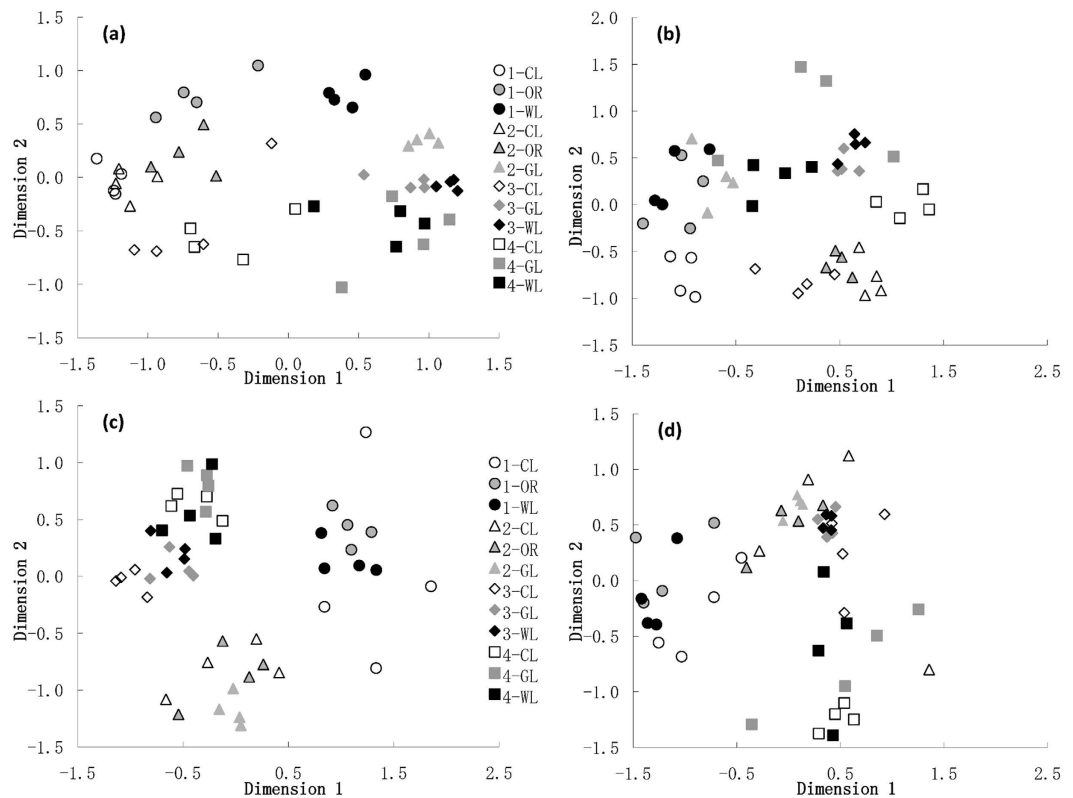 (a)
1.5
1.0
0.5
0.0
-0.5
-1.0
-1.5
Dimension 2
-1.5 -1.0 -0.5 0.0 0.5 1.0 1.5
Dimension 1
1-CL
1-OR
1-WL
2-CL
2-OR
2-GL
3-CL
3-GL
3-WL
4-CL
4-GL
4-WL
(b)
2.0
1.5
1.0
0.5
0.0
-0.5
-1.0
-1.5
Dimension 2
-1.5 -0.5 0.5 1.5 2.5
Dimension 1
(c)
1.5
1.0
0.5
0.0
-0.5
-1.0
-1.5
Dimension 2
-1.5 -0.5 0.5 1.5 2.5
Dimension 1
1-CL
1-OR
1-WL
2-CL
2-OR
2-GL
3-CL
3-GL
3-WL
4-CL
4-GL
4-WL
(d)
1.5
1.0
0.5
0.0
-0.5
-1.0
-1.5
Dimension 2
-1.5 -0.5 0.5 1.5 2.5
Dimension 1